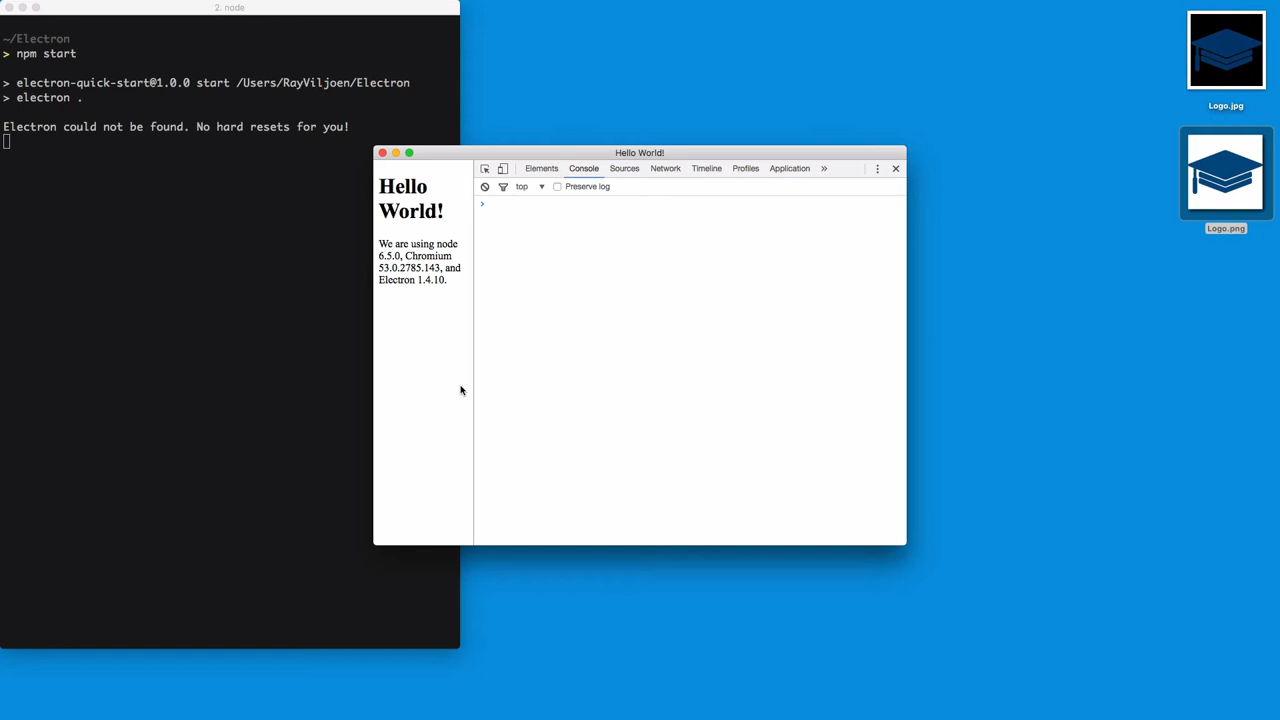 2. node
~/Electron
> npm start
> electron-quick-start@1.0.0 start /Users/RayViljoen/Electron
> electron .
Electron could not be found. No hard resets for you!
Hello World!
Hello
World!
We are using node
6.5.0, Chromium
53.0.2785.143, and
Electron 1.4.10.
Elements Console Sources Network Timeline Profiles Application »
top ▼ Preserve log
>
Logo.jpg
Logo.png